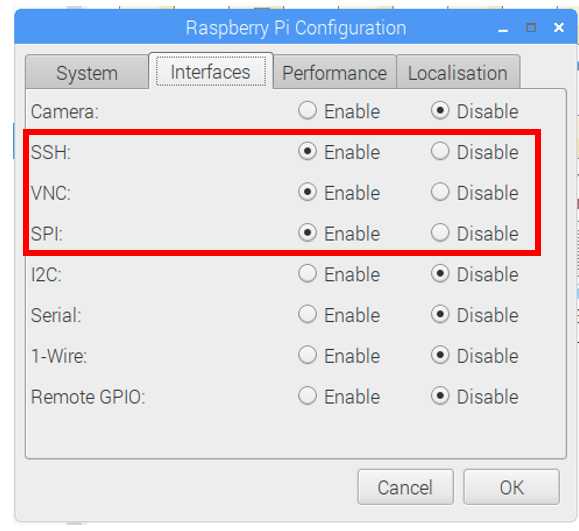 Raspberry Pi Configuration
System Interfaces Performance Localisation
Camera: Enable Disable
SSH: Enable Disable
VNC: Enable Disable
SPI: Enable Disable
I2C: Enable Disable
Serial: Enable Disable
1-Wire: Enable Disable
Remote GPIO: Enable Disable
Cancel OK